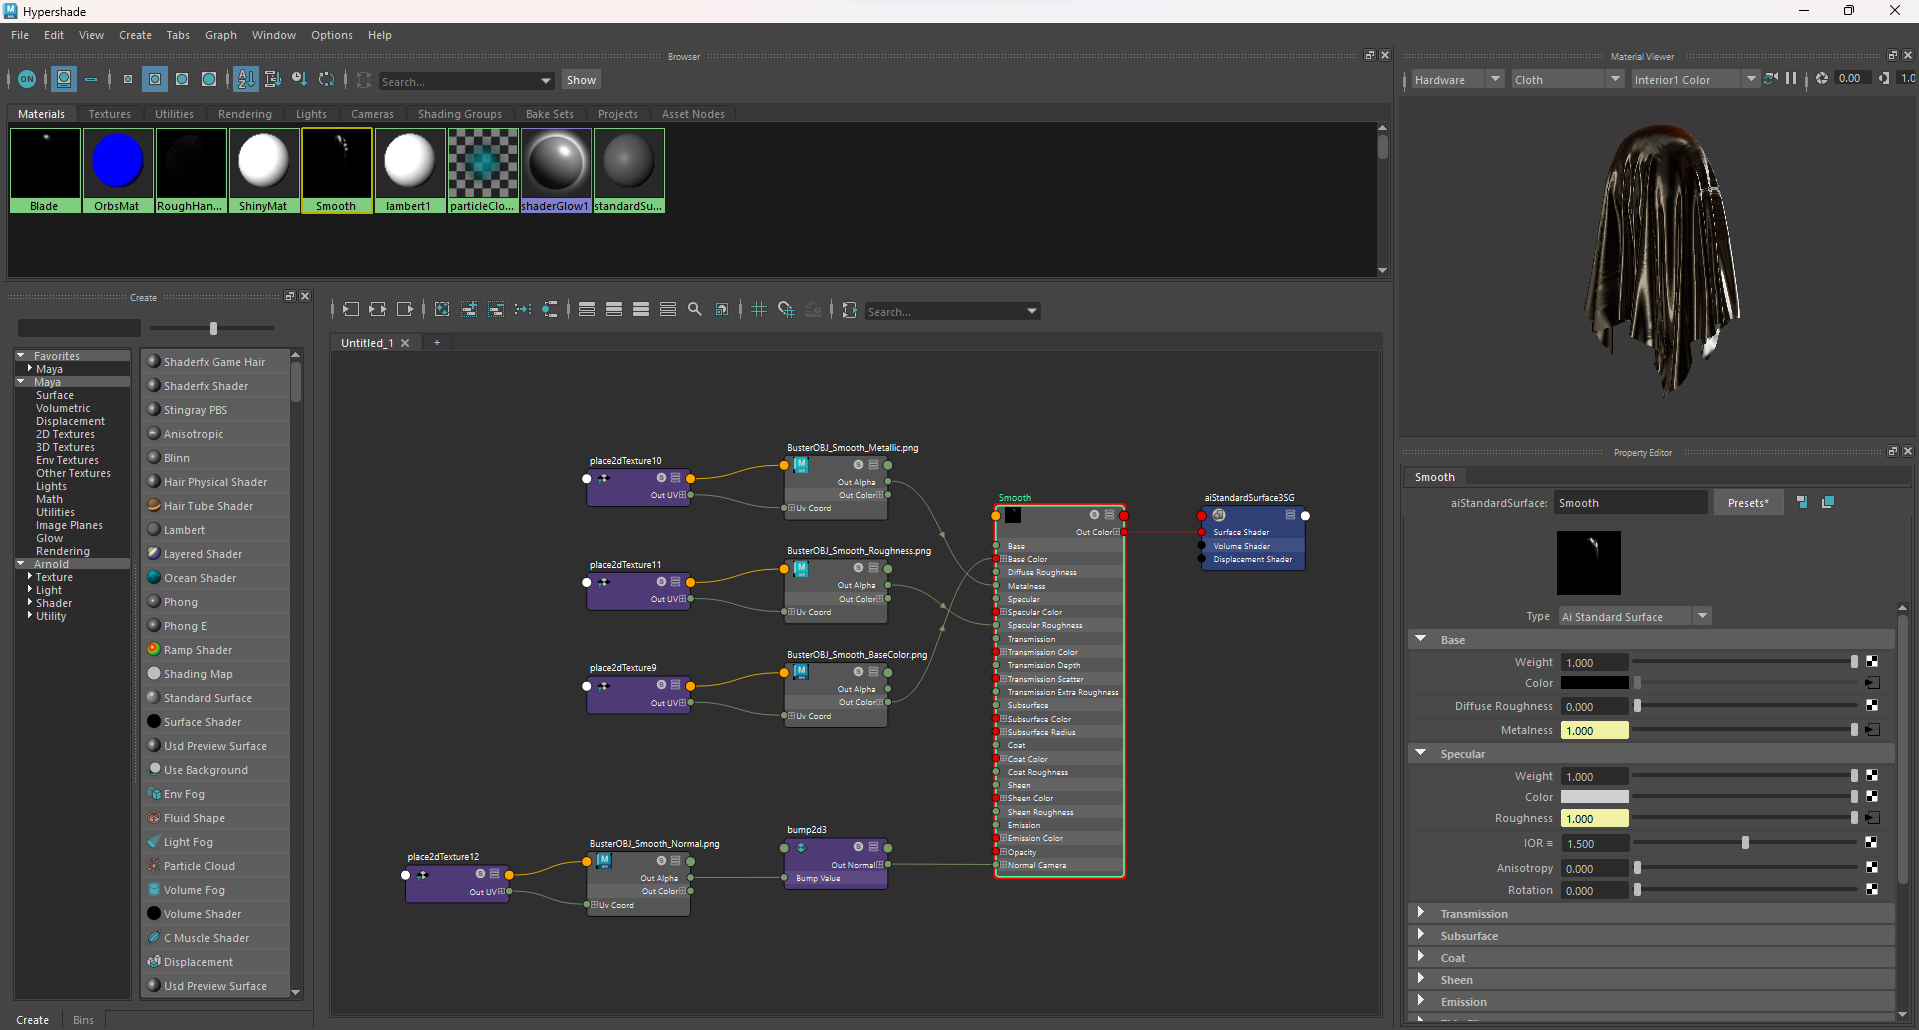 Hypershade
File Edit View Create Tabs Graph Window Options Help
Browser
ON
Search...
Show
Materials Textures Utilities Rendering Lights Cameras Shading Groups Bake Sets Projects Asset Nodes
Blade OrbsMat RoughHan... ShinyMat Smooth lambert1 particleClo... shaderGlow1 standardSu...
Material Viewer
Hardware Cloth Interior1 Color 0.00 1.0
Create
Favorites
Maya
Maya
Surface
Volumetric
Displacement
2D Textures
3D Textures
Env Textures
Other Textures
Lights
Math
Utilities
Image Planes
Glow
Rendering
Arnold
Texture
Light
Shader
Utility
Shaderfx Game Hair
Shaderfx Shader
Stingray PBS
Anisotropic
Blinn
Hair Physical Shader
Hair Tube Shader
Lambert
Layered Shader
Ocean Shader
Phong
Phong E
Ramp Shader
Shading Map
Standard Surface
Surface Shader
Usd Preview Surface
Use Background
Env Fog
Fluid Shape
Light Fog
Particle Cloud
Volume Fog
Volume Shader
C Muscle Shader
Displacement
Usd Preview Surface
Create Bins
Search...
Untitled_1 +
place2dTexture10
Out UV
BusterOBJ_Smooth_Metallic.png
Out Alpha
Out Color
Uv Coord
place2dTexture11
Out UV
BusterOBJ_Smooth_Roughness.png
Out Alpha
Out Color
Uv Coord
place2dTexture9
Out UV
BusterOBJ_Smooth_BaseColor.png
Out Alpha
Out Color
Uv Coord
place2dTexture12
Out UV
BusterOBJ_Smooth_Normal.png
Out Alpha
Out Color
Uv Coord
bump2d3
Out Normal
Bump Value
Smooth
Out Color
Base
Base Color
Diffuse Roughness
Metalness
Specular
Specular Color
Specular Roughness
Transmission
Transmission Color
Transmission Depth
Transmission Scatter
Transmission Extra Roughness
Subsurface
Subsurface Color
Subsurface Radius
Coat
Coat Color
Coat Roughness
Sheen
Sheen Color
Sheen Roughness
Emission
Emission Color
Opacity
Normal Camera
aiStandardSurface3SG
Surface Shader
Volume Shader
Displacement Shader
Property Editor
Smooth
aiStandardSurface: Smooth Presets*
Type Ai Standard Surface
Base
Weight 1.000
Color
Diffuse Roughness 0.000
Metalness 1.000
Specular
Weight 1.000
Color
Roughness 1.000
IOR 1.500
Anisotropy 0.000
Rotation 0.000
Transmission
Subsurface
Coat
Sheen
Emission